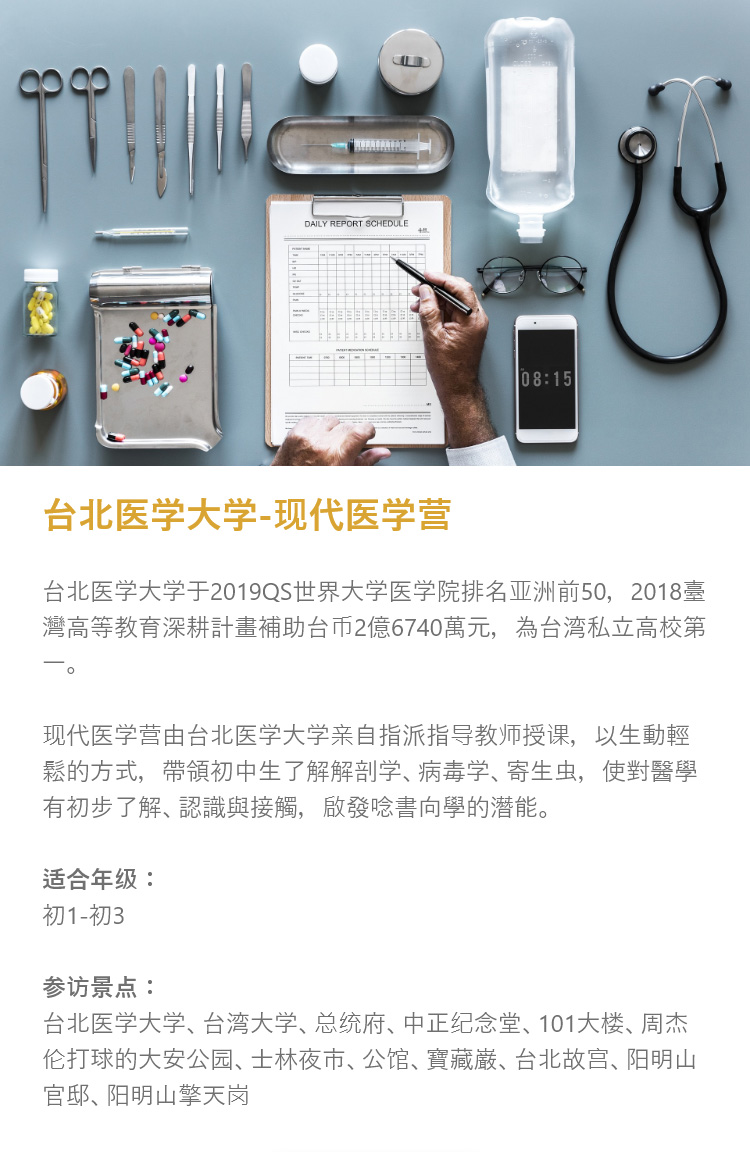 DAILY REPORT SCHEDULE
08:15
台北医学大学-现代医学营
台北医学大学于2019QS世界大学医学院排名亚洲前50，2018臺
灣高等教育深耕計畫補助台币2億6740萬元，為台湾私立高校第
一。
现代医学营由台北医学大学亲自指派指导教师授课，以生動輕
鬆的方式，帶領初中生了解解剖学、病毒学、寄生虫，使對醫學
有初步了解、認識與接觸，啟發唸書向學的潛能。
适合年级：
初1-初3
参访景点：
台北医学大学、台湾大学、总统府、中正纪念堂、101大楼、周杰
伦打球的大安公园、士林夜市、公馆、寶藏巖、台北故宫、阳明山
官邸、阳明山擎天岗